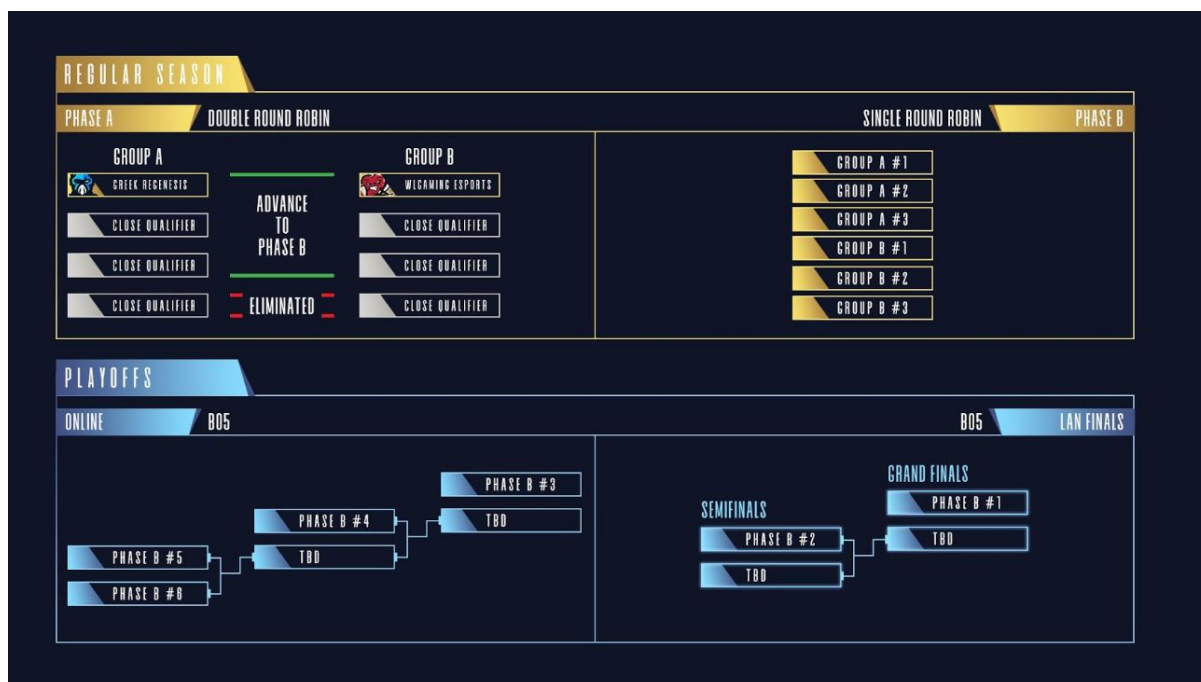 REGULAR SEASON
PHASE A
DOUBLE ROUND ROBIN
SINGLE ROUND ROBIN
PHASE B
GROUP A
GREEK REGENESIS
CLOSE QUALIFIER
CLOSE QUALIFIER
CLOSE QUALIFIER
ADVANCE
TO
PHASE B
ELIMINATED
GROUP B
WLGAMING ESPORTS
CLOSE QUALIFIER
CLOSE QUALIFIER
CLOSE QUALIFIER
GROUP A #1
GROUP A #2
GROUP A #3
GROUP B #1
GROUP B #2
GROUP B #3
PLAYOFFS
ONLINE
BO5
BO5
LAN FINALS
PHASE B #5
PHASE B #6
PHASE B #4
TBD
PHASE B #3
TBD
SEMIFINALS
PHASE B #2
TBD
GRAND FINALS
PHASE B #1
TBD